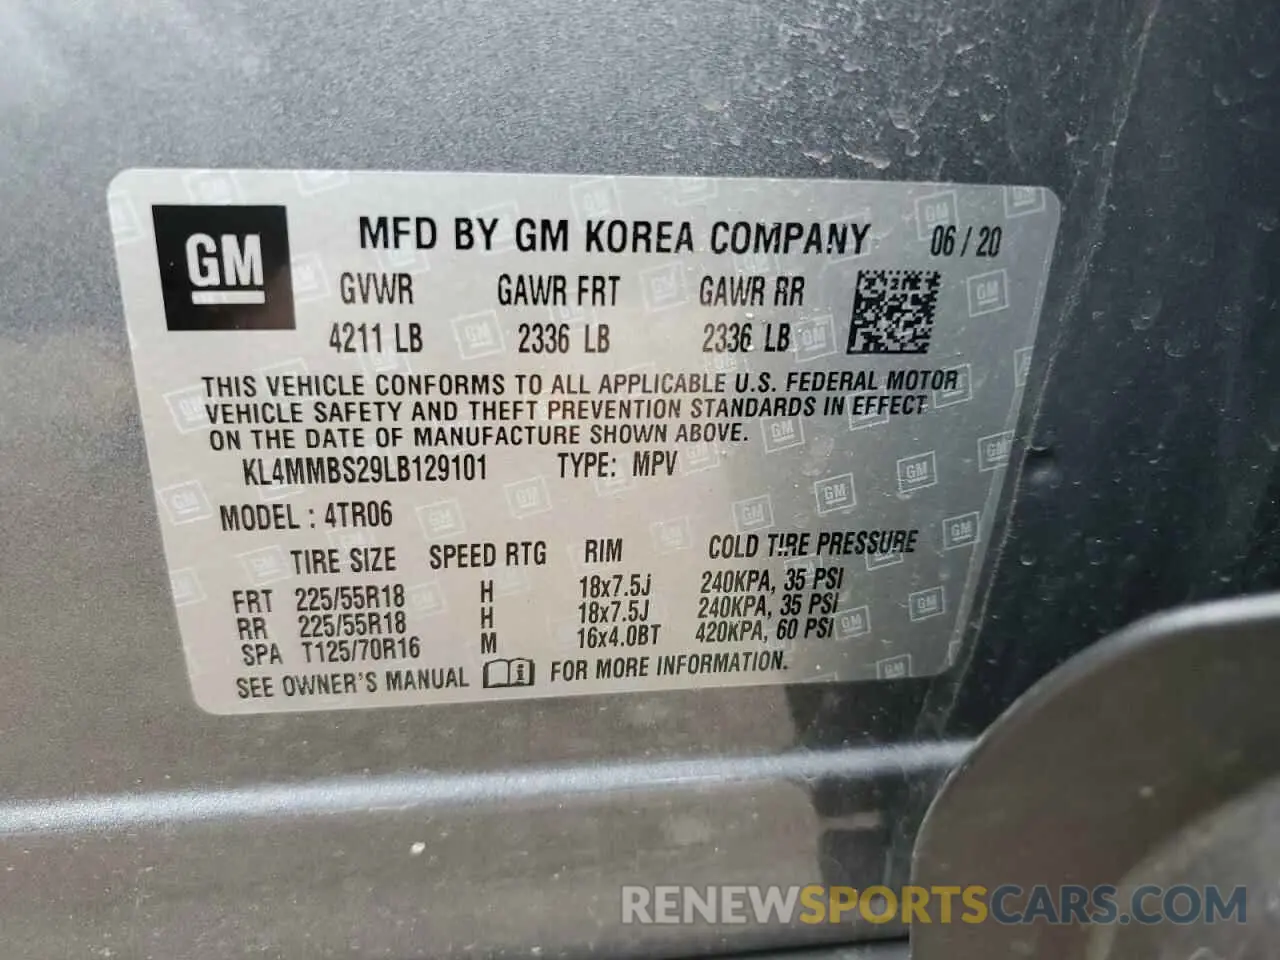 GM MFD BY GM KOREA COMPANY 06 / 20
GVWR GAWR FRT GAWR RR
4211 LB 2336 LB 2336 LB
THIS VEHICLE CONFORMS TO ALL APPLICABLE U.S. FEDERAL MOTOR
VEHICLE SAFETY AND THEFT PREVENTION STANDARDS IN EFFECT
ON THE DATE OF MANUFACTURE SHOWN ABOVE.
KL4MMBS29LB129101 TYPE: MPV
MODEL : 4TR06
TIRE SIZE SPEED RTG RIM COLD TIRE PRESSURE
FRT 225/55R18 H 18x7.5j 240KPA, 35 PSI
RR 225/55R18 H 18x7.5J 240KPA, 35 PSI
SPA T125/70R16 M 16x4.0BT 420KPA, 60 PSI
SEE OWNER'S MANUAL i FOR MORE INFORMATION.
RENEWSPORTSCARS.COM